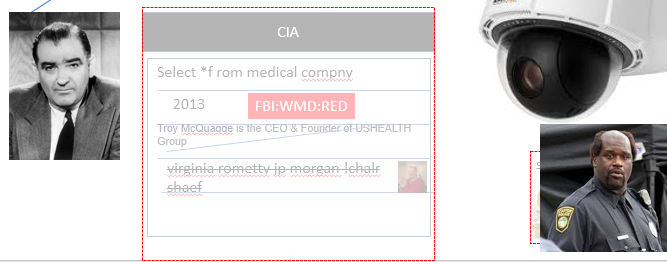 CIA
Select *f rom medical compny
2013
FBI:WMD:RED
Troy McQuagge is the CEO & Founder of USHEALTH
Group
virginia rometty jp morgan !chalr
shaef